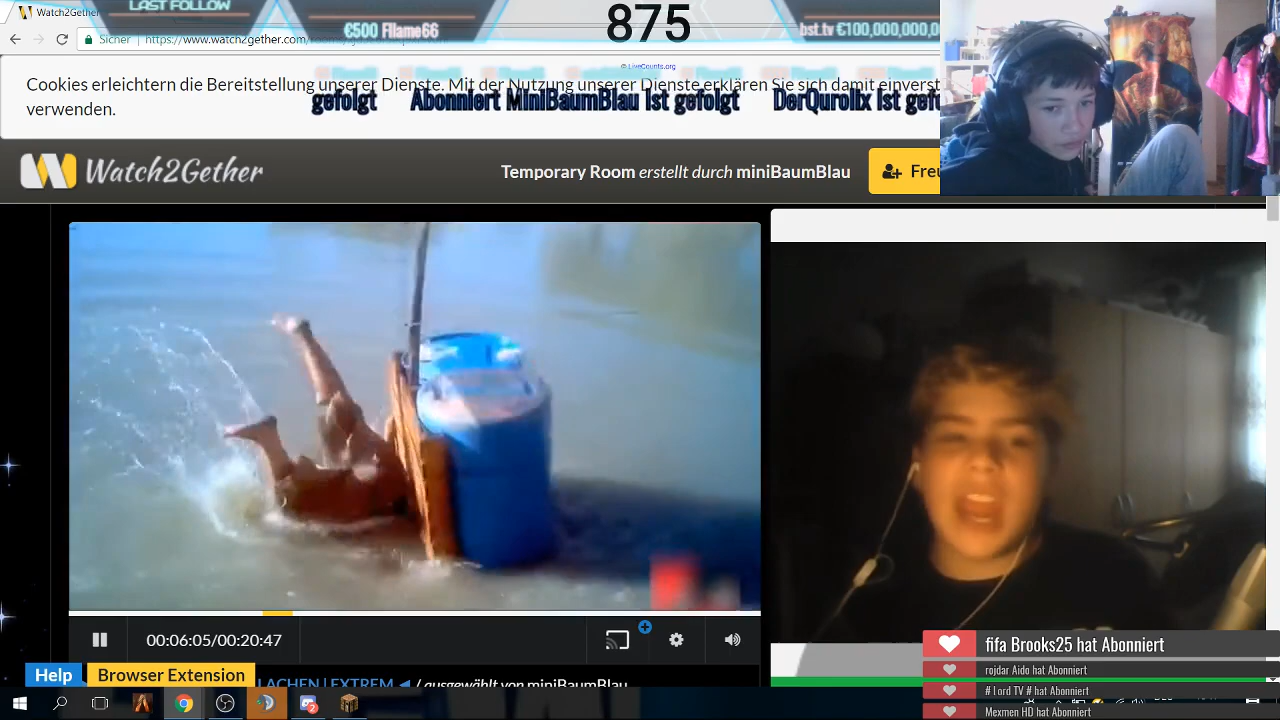 Watch2Gether
LAST FOLLOW
€500 Fllame66
875
bst.tv €100,000,000,0
© LiveCounts.org
Sicher
https://www.watch2gether.com/rooms/
Cookies erleichtern die Bereitstellung unserer Dienste. Mit der Nutzung unserer Dienste erklären Sie sich damit einverst
verwenden.
gefolgt Abonniert MiniBaumBlau ist gefolgt DerQurolix ist gefo
Watch2Gether
Temporary Room erstellt durch miniBaumBlau
Freu
00:06:05/00:20:47
Help
Browser Extension
LACHEN | EXTREM ◄ / ausgewählt von miniBaumBlau
fifa Brooks25 hat Abonniert
rojdar Aido hat Abonniert
# Lord TV # hat Abonniert
Mexmen HD hat Abonniert